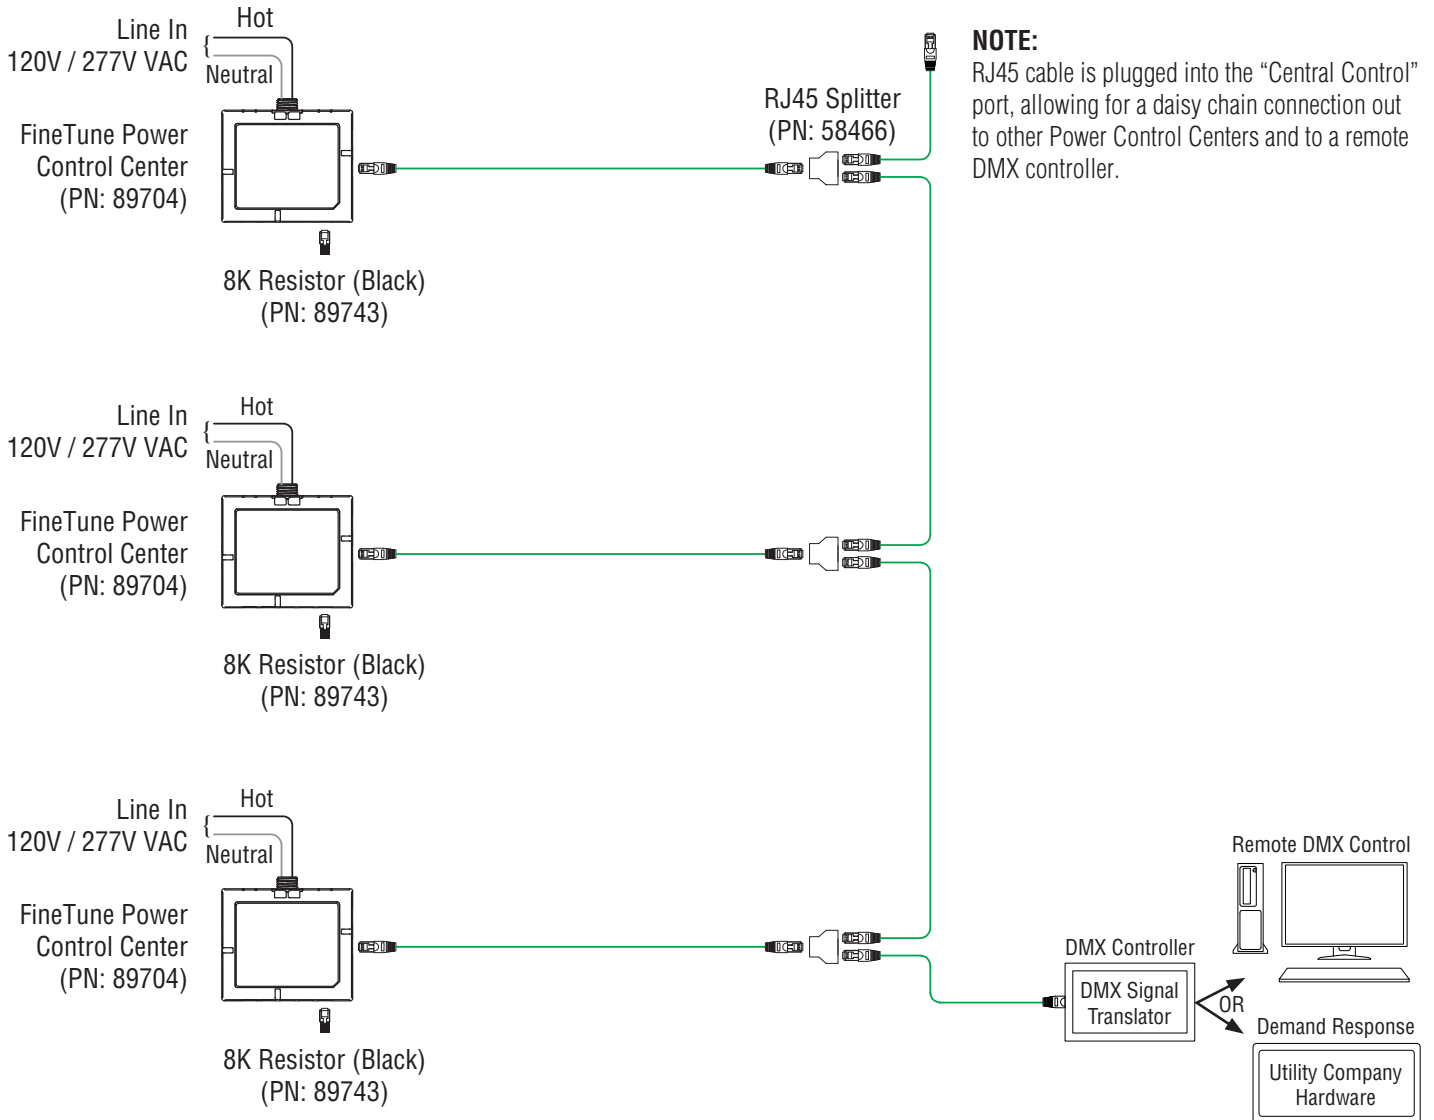 Line In
120V / 277V VAC
{
Hot
Neutral
FineTune Power
Control Center
(PN: 89704)
8K Resistor (Black)
(PN: 89743)
RJ45 Splitter
(PN: 58466)
NOTE:
RJ45 cable is plugged into the “Central Control”
port, allowing for a daisy chain connection out
to other Power Control Centers and to a remote
DMX controller.
Line In
120V / 277V VAC
{
Hot
Neutral
FineTune Power
Control Center
(PN: 89704)
8K Resistor (Black)
(PN: 89743)
Line In
120V / 277V VAC
{
Hot
Neutral
FineTune Power
Control Center
(PN: 89704)
8K Resistor (Black)
(PN: 89743)
DMX Controller
DMX Signal
Translator
OR
Remote DMX Control
Demand Response
Utility Company
Hardware